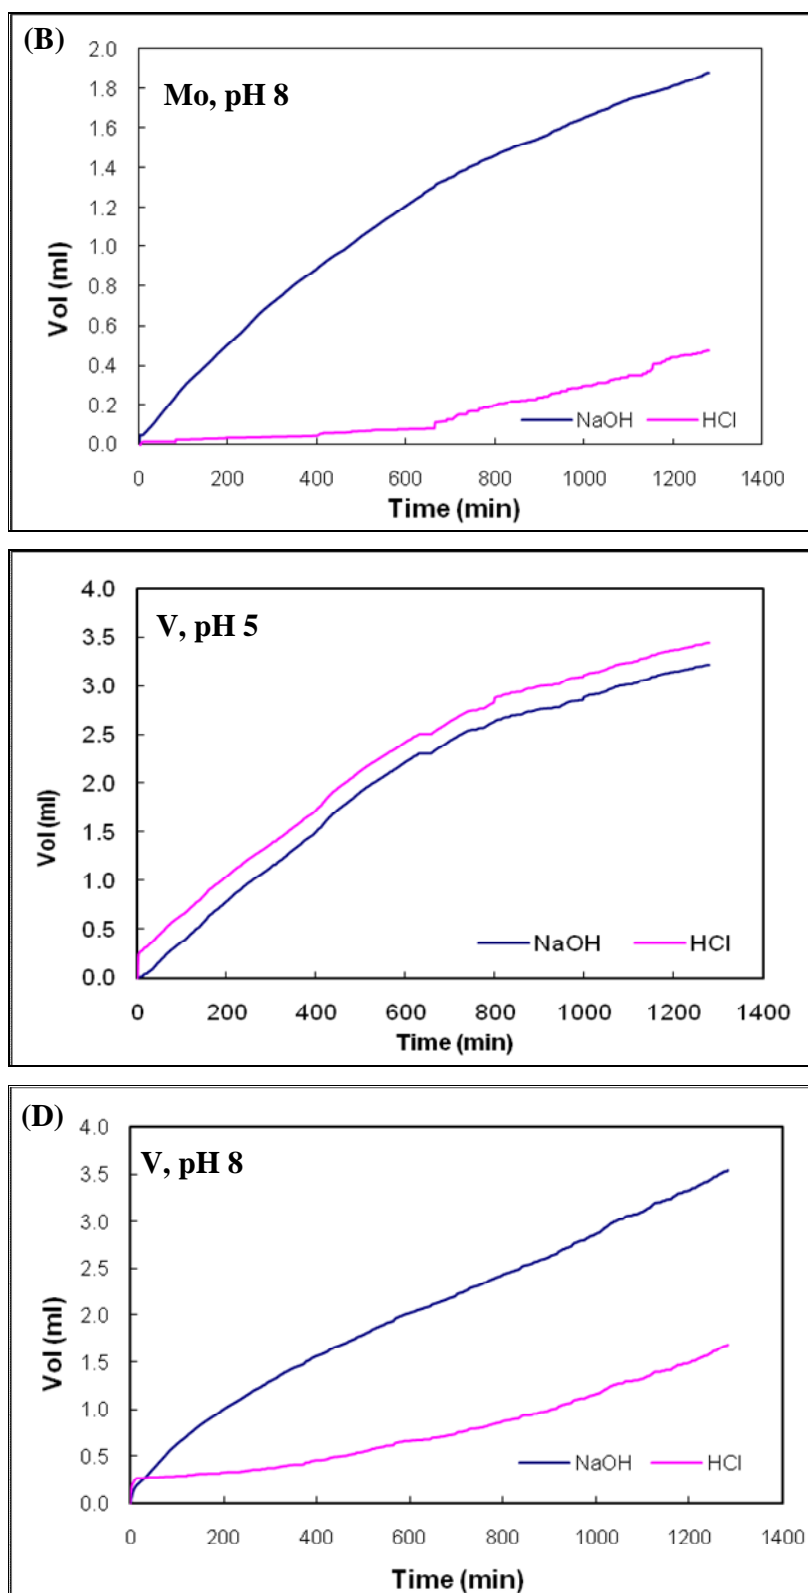 (B)
Mo, pH 8
2.0
1.8
1.6
1.4
1.2
1.0
0.8
0.6
0.4
0.2
0.0
Vol (ml)
NaOH HCl
0 200 400 600 800 1000 1200 1400
Time (min)
V, pH 5
4.0
3.5
3.0
2.5
2.0
1.5
1.0
0.5
0.0
Vol (ml)
NaOH HCl
0 200 400 600 800 1000 1200 1400
Time (min)
(D)
V, pH 8
4.0
3.5
3.0
2.5
2.0
1.5
1.0
0.5
0.0
Vol (ml)
NaOH HCl
0 200 400 600 800 1000 1200 1400
Time (min)